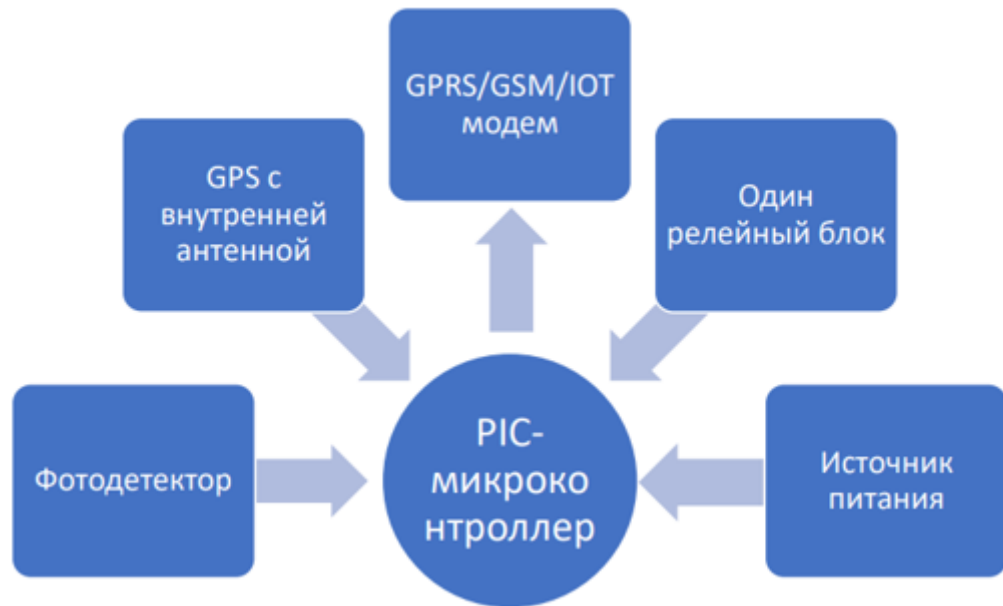 GPRS/GSM/IOT
модем
GPS с
внутренней
антенной
Один
релейный блок
Фотодетектор
PIC-
микроко
нтроллер
Источник
питания